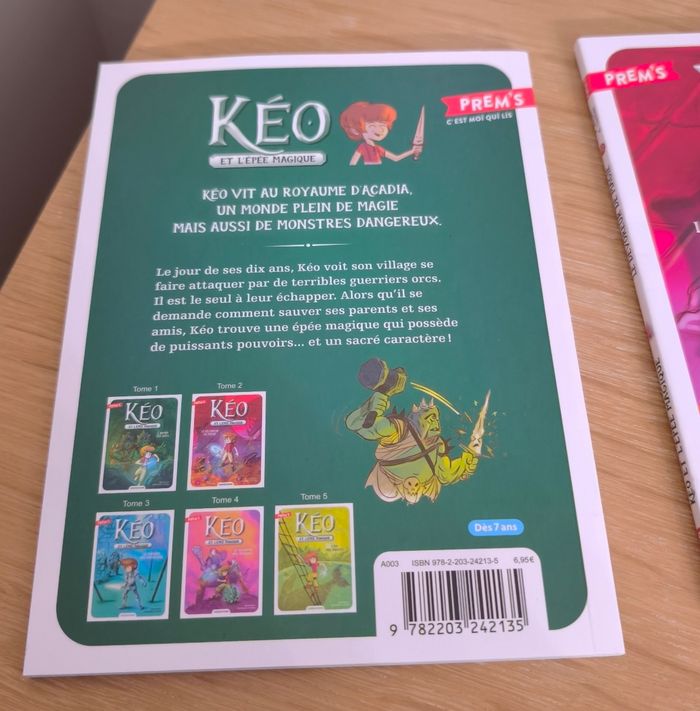 KÉO
ET L'ÉPÉE MAGIQUE
PREM'S
C'EST MOI QUI LIS
KÉO VIT AU ROYAUME D'ACADIA,
UN MONDE PLEIN DE MAGIE
MAIS AUSSI DE MONSTRES DANGEREUX.
Le jour de ses dix ans, Kéo voit son village se
faire attaquer par de terribles guerriers orcs.
Il est le seul à leur échapper. Alors qu'il se
demande comment sauver ses parents et ses
amis, Kéo trouve une épée magique qui possède
de puissants pouvoirs... et un sacré caractère !
Tome 1
Tome 2
KÉO
KÉO
Tome 3
Tome 4
Tome 5
KÉO
KÉO
KÉO
Dès 7 ans
A003 ISBN 978-2-203-24213-5 6,95€
9 782203 242135
PREM'S